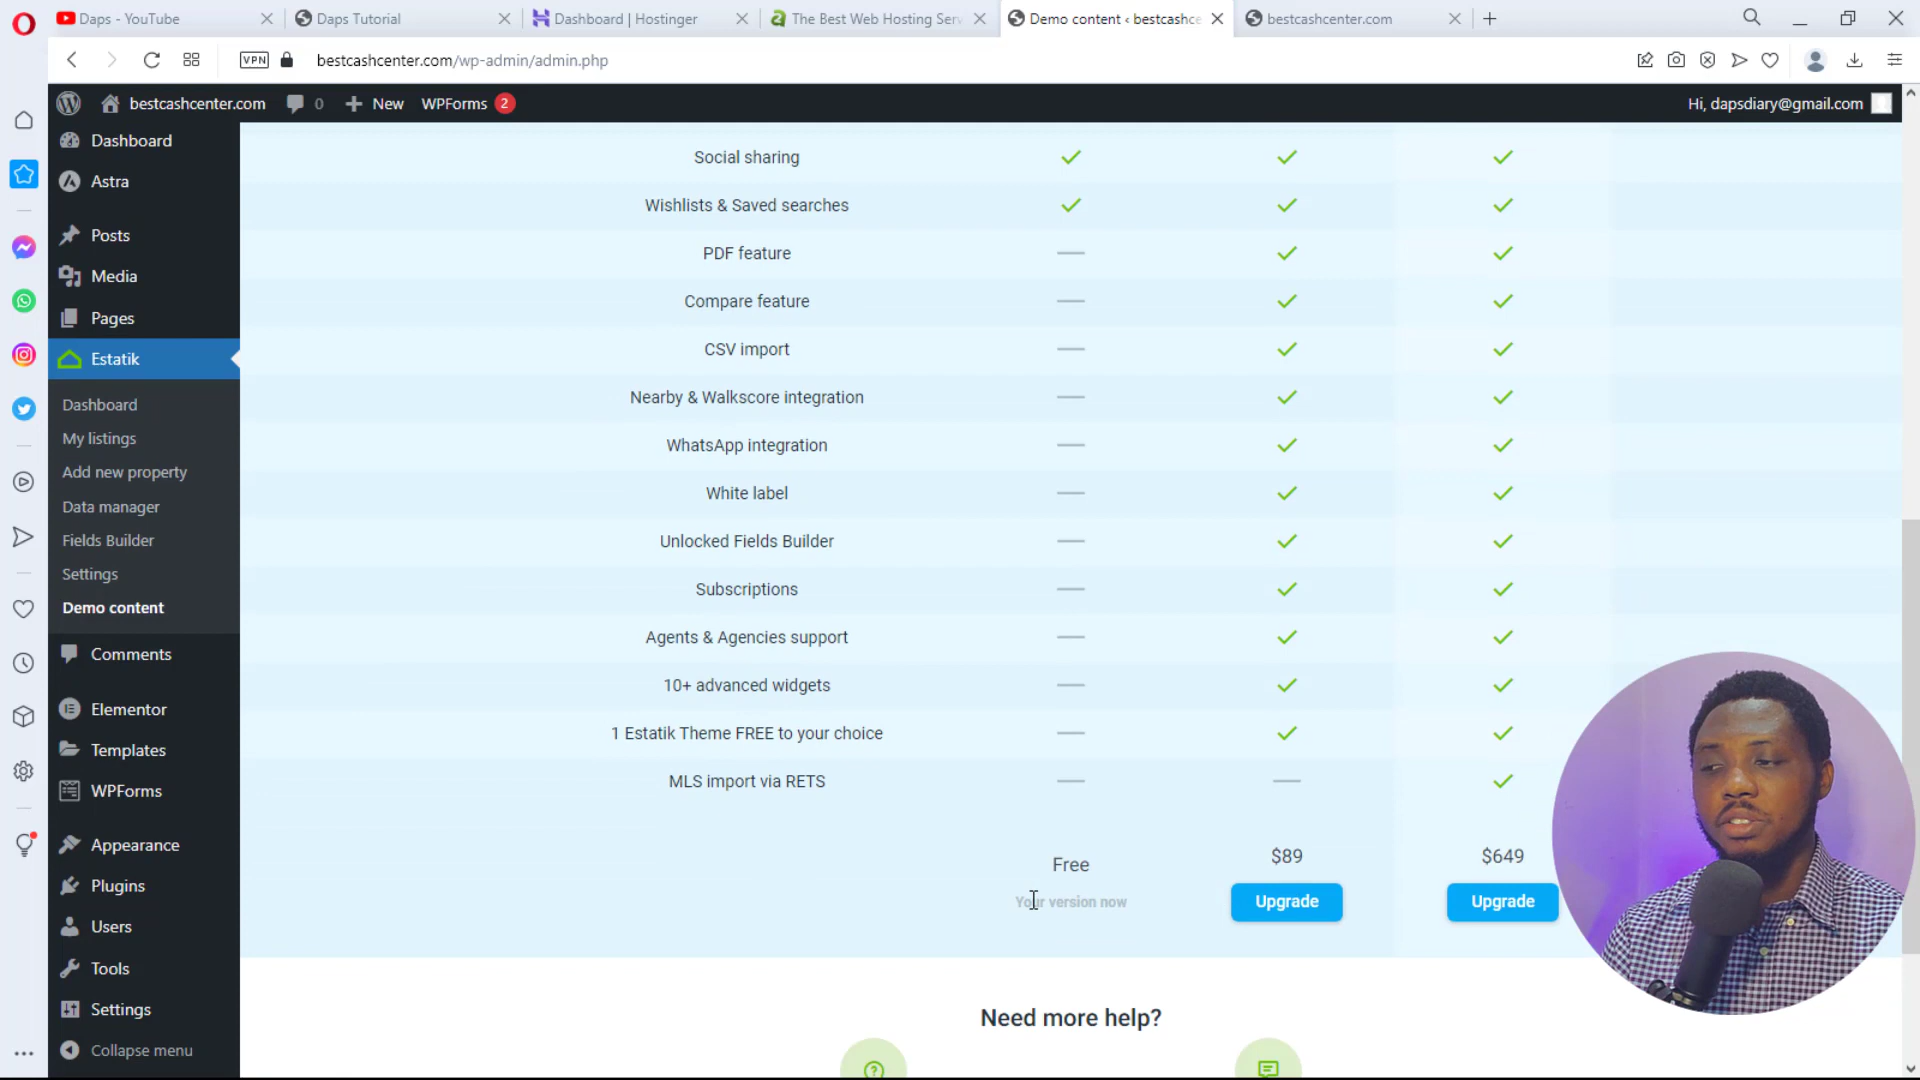 Daps - YouTube
Daps Tutorial
Dashboard | Hostinger
The Best Web Hosting Serv
Demo content ‹ bestcashce
bestcashcenter.com
VPN
bestcashcenter.com/wp-admin/admin.php
bestcashcenter.com
0
New
WPForms
2
Hi, dapsdiary@gmail.com
Dashboard
Astra
Posts
Media
Pages
Estatik
Dashboard
My listings
Add new property
Data manager
Fields Builder
Settings
Demo content
Comments
Elementor
Templates
WPForms
Appearance
Plugins
Users
Tools
Settings
Collapse menu
Social sharing
Wishlists & Saved searches
PDF feature
Compare feature
CSV import
Nearby & Walkscore integration
WhatsApp integration
White label
Unlocked Fields Builder
Subscriptions
Agents & Agencies support
10+ advanced widgets
1 Estatik Theme FREE to your choice
MLS import via RETS
Free
$89
$649
Your version now
Upgrade
Upgrade
Need more help?